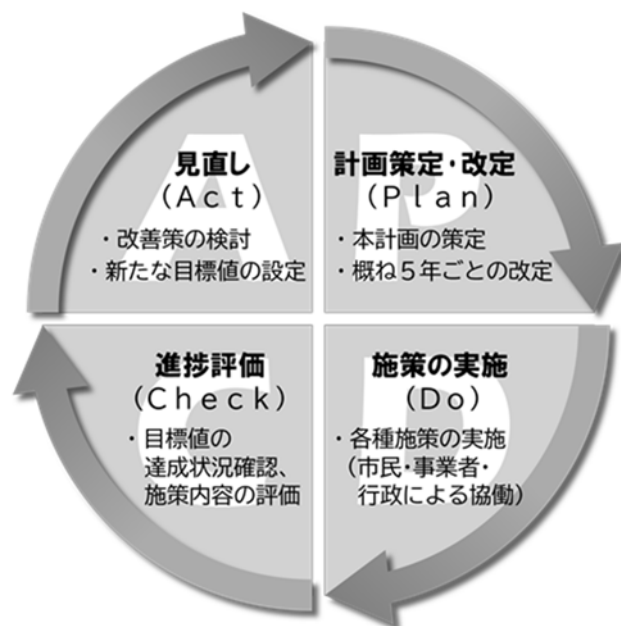 A
見直し
（Act）
・改善策の検討
・新たな目標値の設定
P
計画策定・改定
（Plan）
・本計画の策定
・概ね５年ごとの改定
C
進捗評価
（Check）
・目標値の
達成状況確認、
施策内容の評価
D
施策の実施
（Do）
・各種施策の実施
（市民・事業者・
行政による協働）